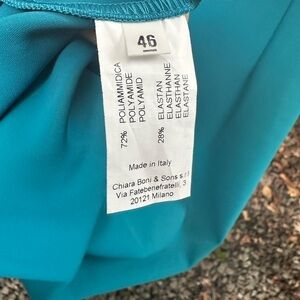 46
72% POLIAMMIDICA
POLYAMIDE
POLYAMID
28% ELASTAN
ELASTHANNE
ELASTHAN
ELASTANE
Made in Italy
Chiara Boni & Sons s.r.l
Via Fatebenefratelli, 3
20121 Milano